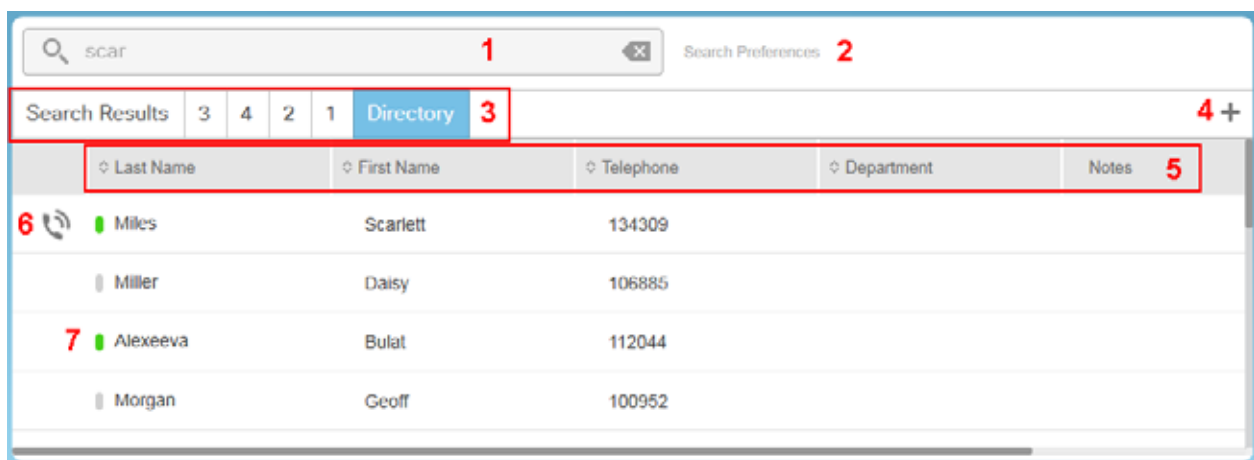 scar 1 Search Preferences 2
Search Results 3 4 2 1 Directory 3 4 +
Last Name First Name Telephone Department Notes 5
6 Miles Scarlett 134309
Miller Daisy 106885
7 Alexeeva Bulat 112044
Morgan Geoff 100952